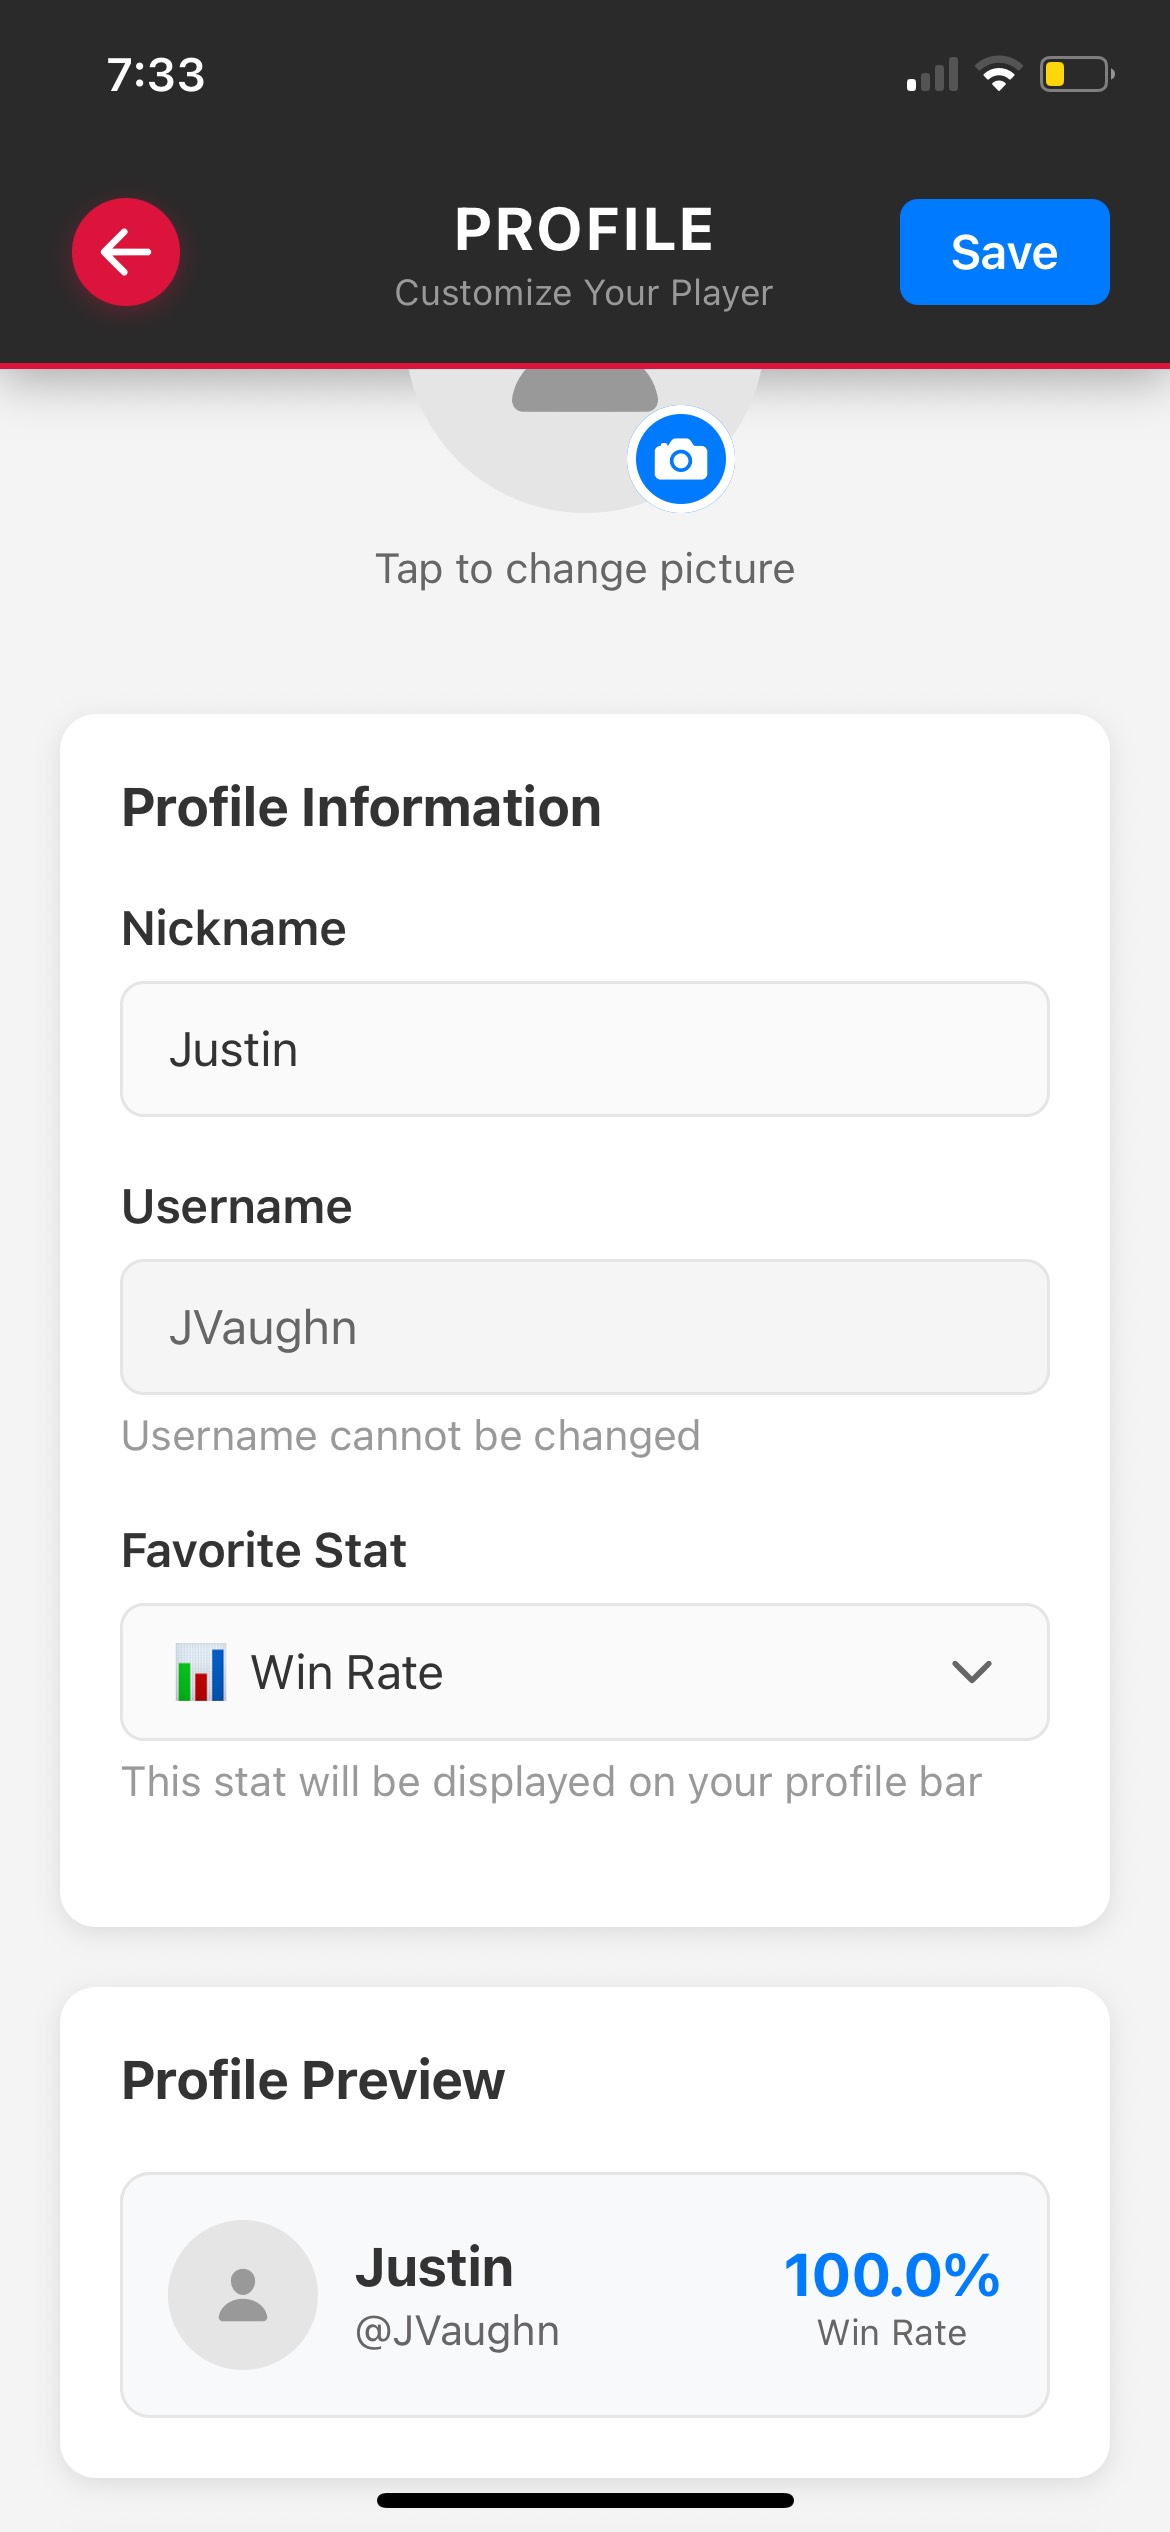 7:33
PROFILE
Customize Your Player
Save
Tap to change picture
Profile Information
Nickname
Justin
Username
JVaughn
Username cannot be changed
Favorite Stat
Win Rate
This stat will be displayed on your profile bar
Profile Preview
Justin
@JVaughn
100.0%
Win Rate